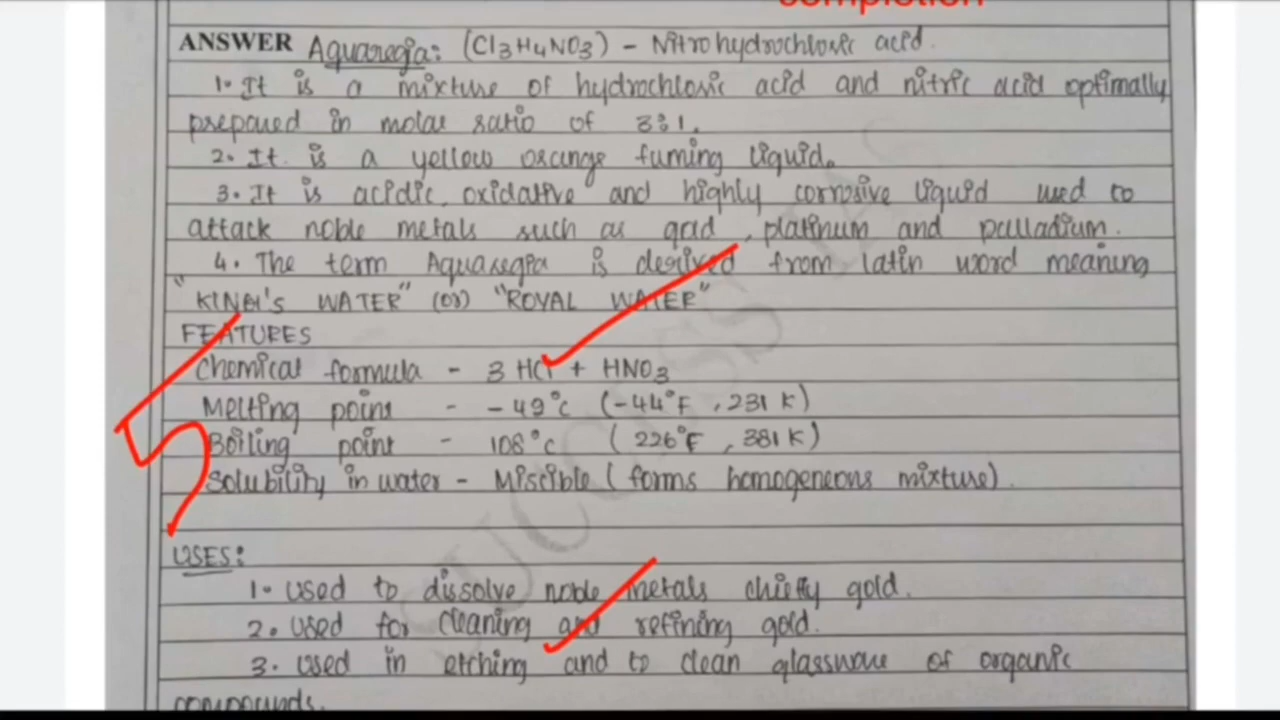 completion
ANSWER Aquaregia: (Cl3H4NO3) - Nitrohydrochloric acid.
1. It is a mixture of hydrochloric acid and nitric acid optimally
prepared in molar ratio of 3:1.
2. It is a yellow orange fuming liquid.
3. It is acidic, oxidative and highly corrosive liquid used to
attack noble metals such as gold, platinum and palladium.
4. The term Aquaregia is derived from latin word meaning
"KING's WATER" (or) "ROYAL WATER"
FEATURES
Chemical formula - 3 HCl + HNO3
Melting point - -42°C (-44°F, 231 K)
Boiling point - 108°C (226°F, 381K)
Solubility in water - Miscible (forms homogeneous mixture).
5
USES:
1. Used to dissolve noble metals chiefly gold.
2. Used for cleaning and refining gold.
3. Used in etching and to clean glassware of organic
compounds.